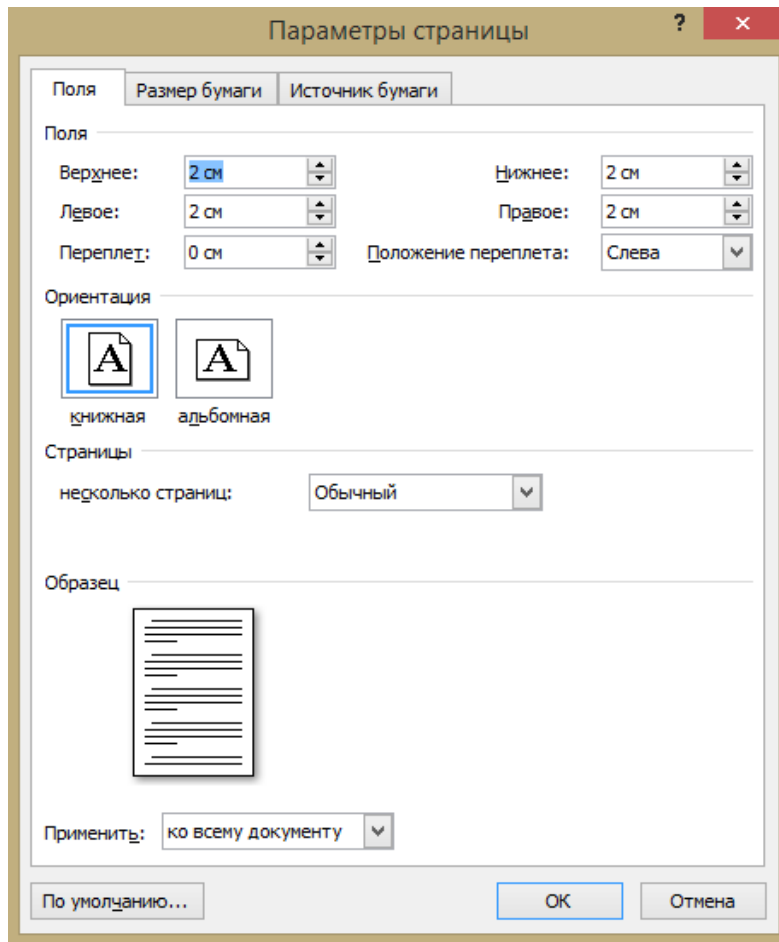 Параметры страницы ?
Поля Размер бумаги Источник бумаги
Поля
Верхнее: 2 см Нижнее: 2 см
Левое: 2 см Правое: 2 см
Переплет: 0 см Положение переплета: Слева
Ориентация
A A
книжная альбомная
Страницы
несколько страниц: Обычный
Образец
Применить: ко всему документу
По умолчанию... ОК Отмена